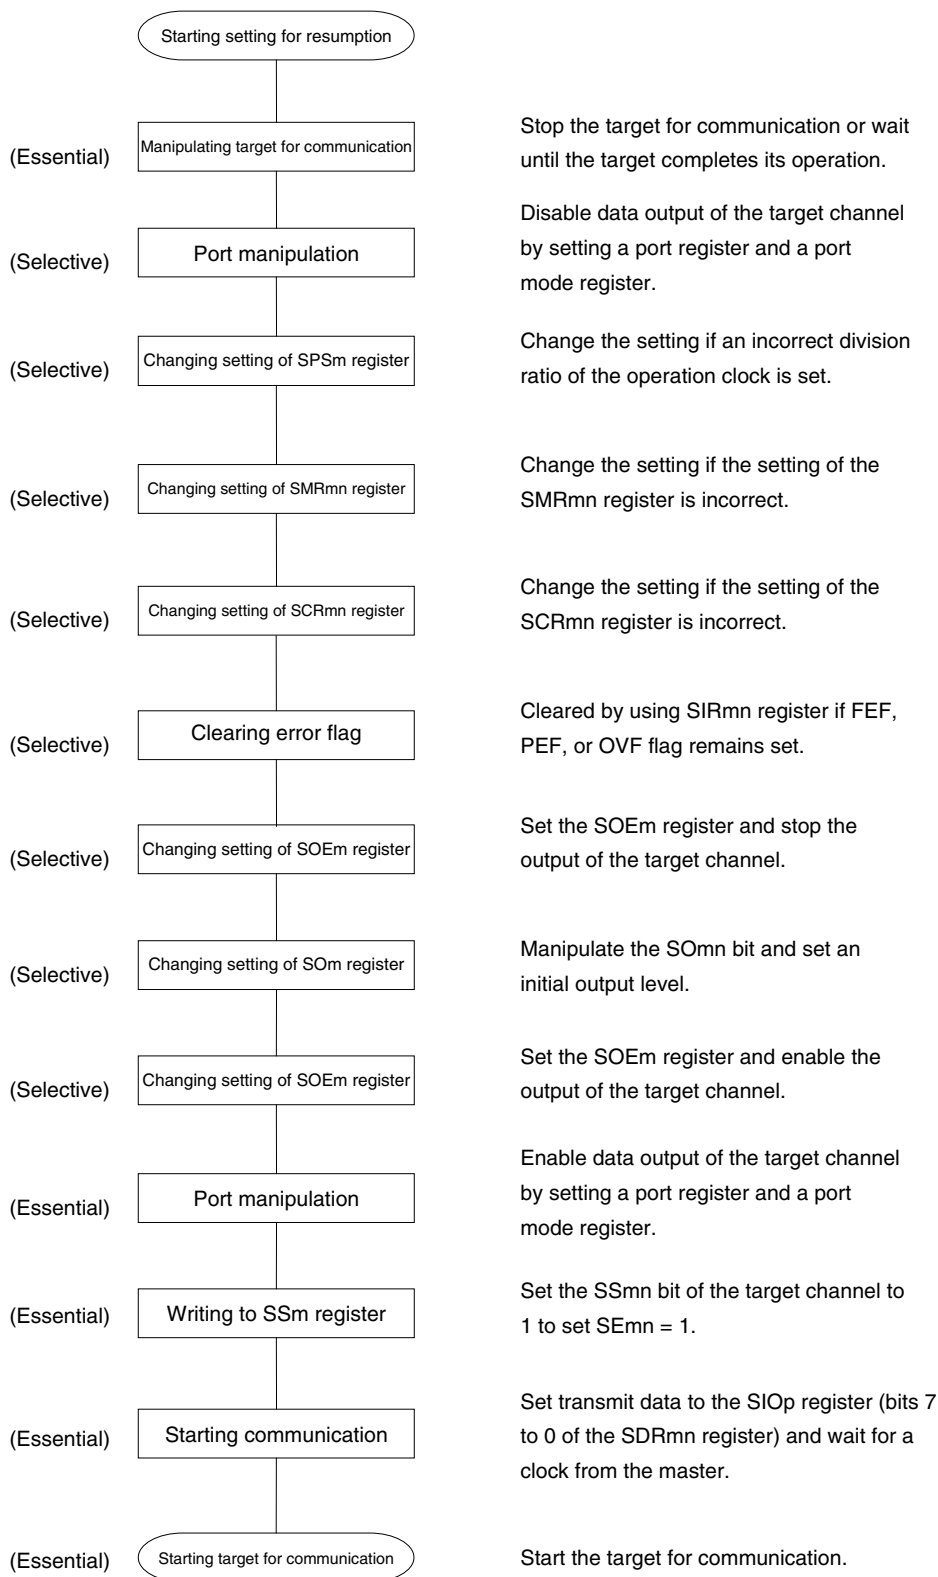 Starting setting for resumption
(Essential)
Manipulating target for communication
Stop the target for communication or wait
until the target completes its operation.
(Selective)
Port manipulation
Disable data output of the target channel
by setting a port register and a port
mode register.
(Selective)
Changing setting of SPSm register
Change the setting if an incorrect division
ratio of the operation clock is set.
(Selective)
Changing setting of SMRmn register
Change the setting if the setting of the
SMRmn register is incorrect.
(Selective)
Changing setting of SCRmn register
Change the setting if the setting of the
SCRmn register is incorrect.
(Selective)
Clearing error flag
Cleared by using SIRmn register if FEF,
PEF, or OVF flag remains set.
(Selective)
Changing setting of SOEm register
Set the SOEm register and stop the
output of the target channel.
(Selective)
Changing setting of SOm register
Manipulate the SOmn bit and set an
initial output level.
(Selective)
Changing setting of SOEm register
Set the SOEm register and enable the
output of the target channel.
(Essential)
Port manipulation
Enable data output of the target channel
by setting a port register and a port
mode register.
(Essential)
Writing to SSm register
Set the SSmn bit of the target channel to
1 to set SEmn = 1.
(Essential)
Starting communication
Set transmit data to the SIOp register (bits 7
to 0 of the SDRmn register) and wait for a
clock from the master.
(Essential)
Starting target for communication
Start the target for communication.